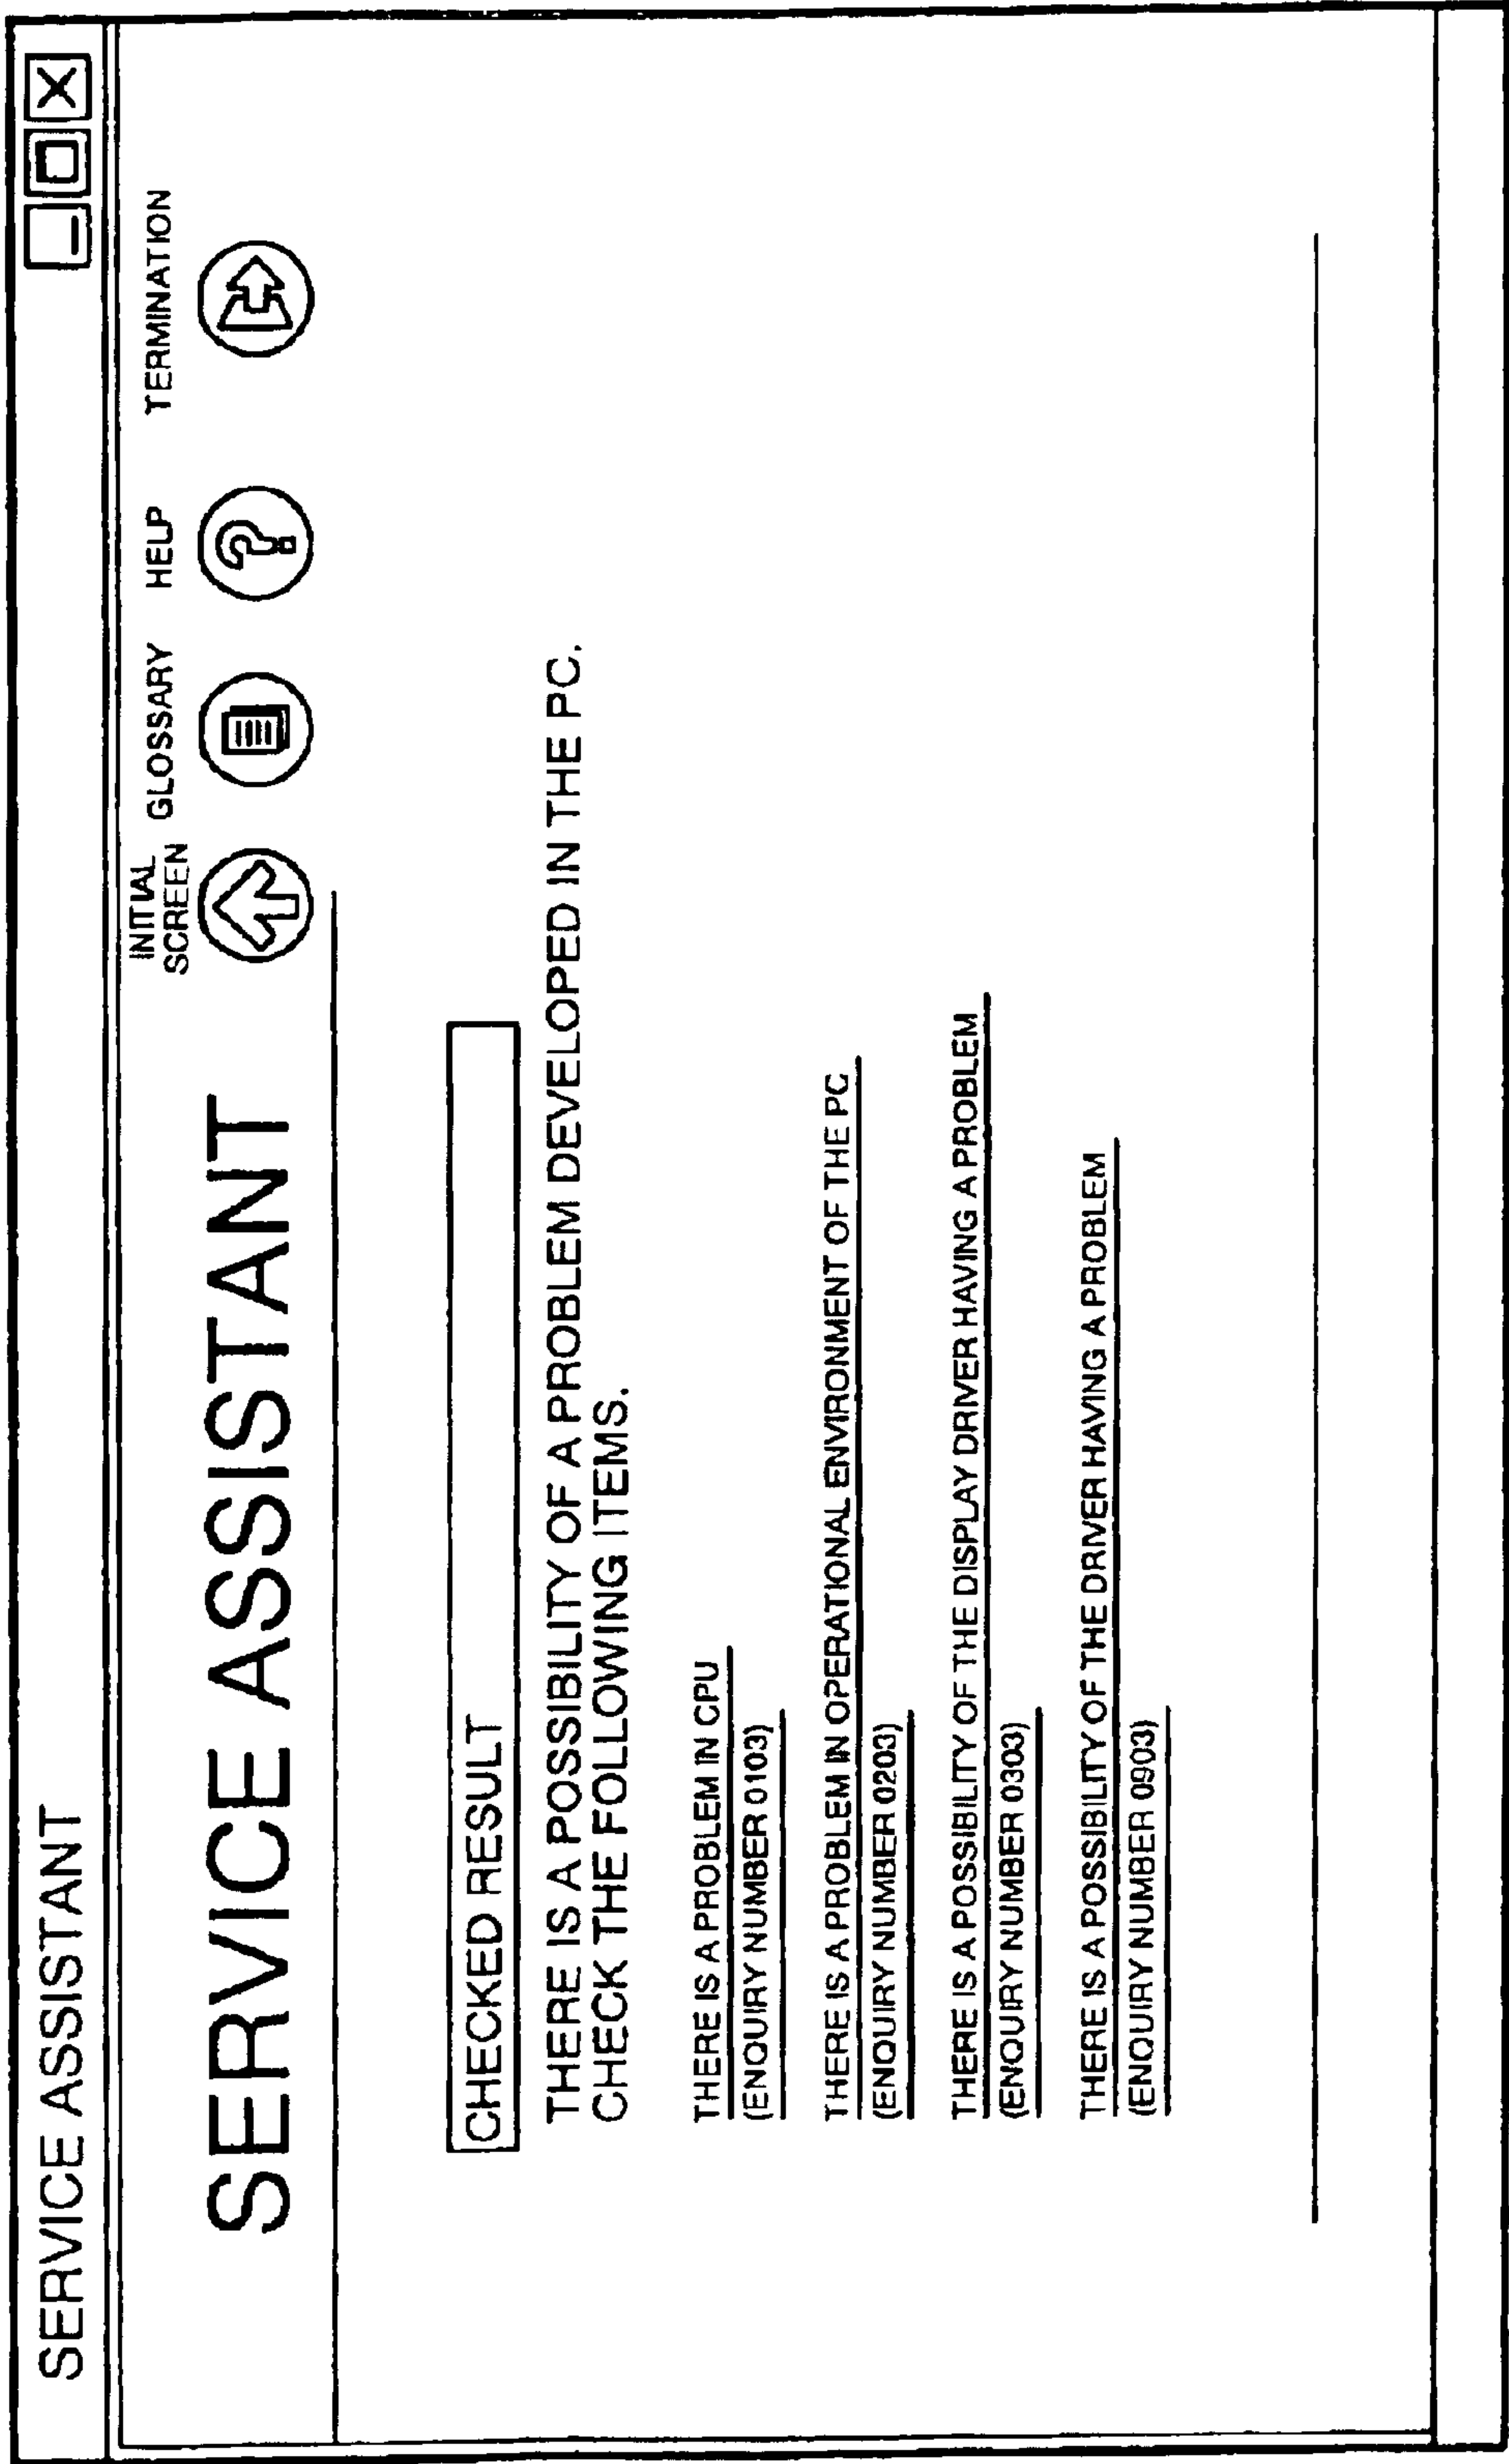 SERVICE ASSISTANT
INITIAL
SCREEN
GLOSSARY
HELP
TERMINATION
SERVICE ASSISTANT
CHECKED RESULT
THERE IS A POSSIBILITY OF A PROBLEM DEVELOPED IN THE PC.
CHECK THE FOLLOWING ITEMS.
THERE IS A PROBLEM IN CPU
(ENQUIRY NUMBER 0103)
THERE IS A PROBLEM IN OPERATIONAL ENVIRONMENT OF THE PC
(ENQUIRY NUMBER 0203)
THERE IS A POSSIBILITY OF THE DISPLAY DRIVER HAVING A PROBLEM
(ENQUIRY NUMBER 0303)
THERE IS A POSSIBILITY OF THE DRIVER HAVING A PROBLEM
(ENQUIRY NUMBER 0903)